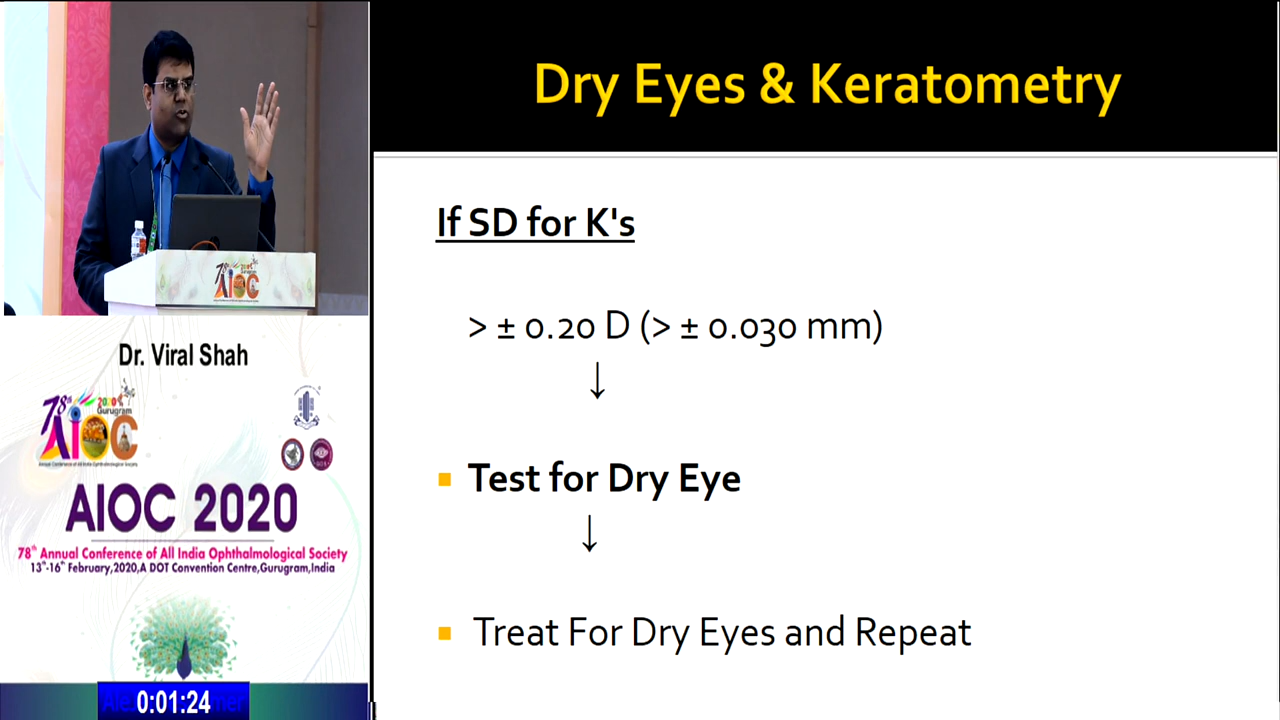 Dry Eyes & Keratometry
If SD for K's
> ± 0.20 D (> ± 0.030 mm)
↓
Test for Dry Eye
↓
Treat For Dry Eyes and Repeat
78th AIOC
Dr. Viral Shah
78th 2020
Gurugram
AIOC
AIOC 2020
78th Annual Conference of All India Ophthalmological Society
13th-16th February,2020,A DOT Convention Centre,Gurugram,India
0:01:24